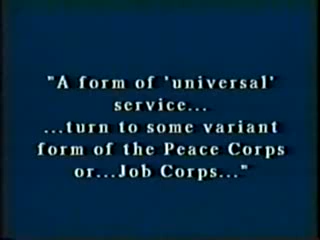 "A form of 'universal'
service...
...turn to some variant
form of the Peace Corps
or...Job Corps..."